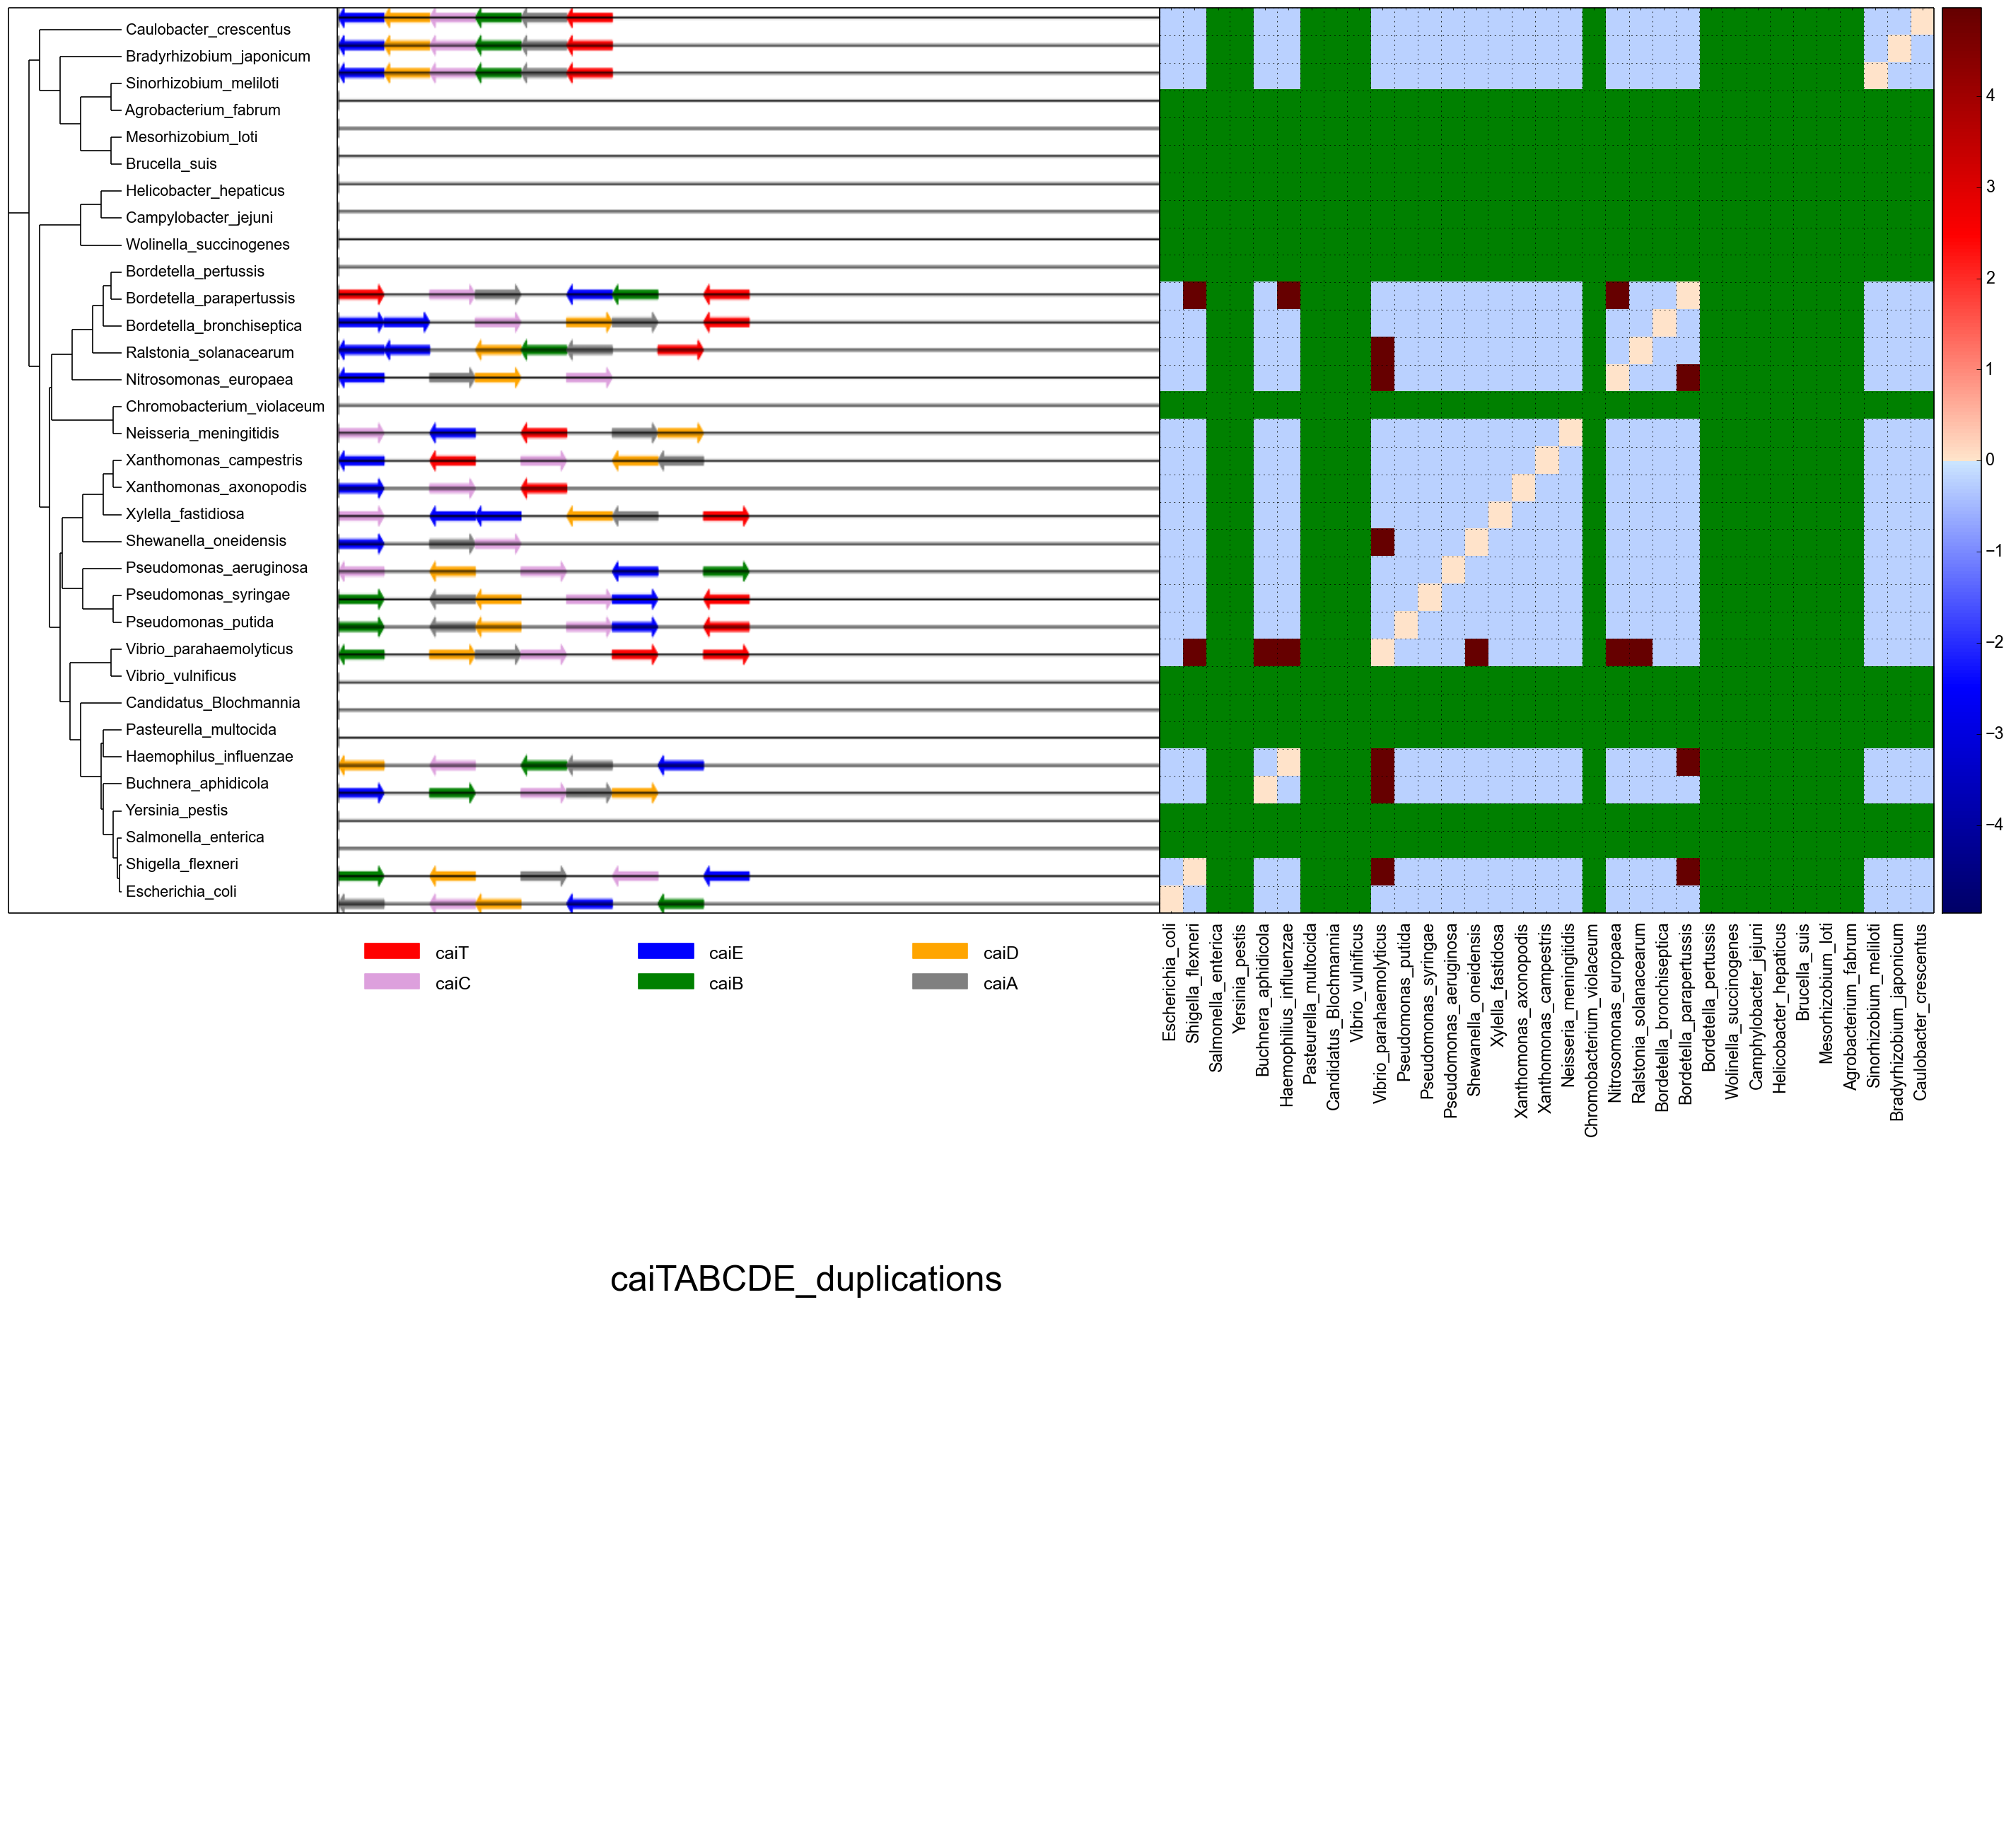 Caulobacter_crescentus
Bradyrhizobium_japonicum
Sinorhizobium_meliloti
Agrobacterium_fabrum
Mesorhizobium_loti
Brucella_suis
Helicobacter_hepaticus
Campylobacter_jejuni
Wolinella_succinogenes
Bordetella_pertussis
Bordetella_parapertussis
Bordetella_bronchiseptica
Ralstonia_solanacearum
Nitrosomonas_europaea
Chromobacterium_violaceum
Neisseria_meningitidis
Xanthomonas_campestris
Xanthomonas_axonopodis
Xylella_fastidiosa
Shewanella_oneidensis
Pseudomonas_aeruginosa
Pseudomonas_syringae
Pseudomonas_putida
Vibrio_parahaemolyticus
Vibrio_vulnificus
Candidatus_Blochmannia
Pasteurella_multocida
Haemophilus_influenzae
Buchnera_aphidicola
Yersinia_pestis
Salmonella_enterica
Shigella_flexneri
Escherichia_coli
4
3
2
1
0
−1
−2
−3
−4
Escherichia_coli
Shigella_flexneri
Salmonella_enterica
Yersinia_pestis
Buchnera_aphidicola
Haemophilus_influenzae
Pasteurella_multocida
Candidatus_Blochmannia
Vibrio_vulnificus
Vibrio_parahaemolyticus
Pseudomonas_putida
Pseudomonas_syringae
Pseudomonas_aeruginosa
Shewanella_oneidensis
Xylella_fastidiosa
Xanthomonas_axonopodis
Xanthomonas_campestris
Neisseria_meningitidis
Chromobacterium_violaceum
Nitrosomonas_europaea
Ralstonia_solanacearum
Bordetella_bronchiseptica
Bordetella_parapertussis
Bordetella_pertussis
Wolinella_succinogenes
Camphylobacter_jejuni
Helicobacter_hepaticus
Brucella_suis
Mesorhizobium_loti
Agrobacterium_fabrum
Sinorhizobium_meliloti
Bradyrhizobium_japonicum
Caulobacter_crescentus
caiT caiE caiD
caiC caiB caiA
caiTABCDE_duplications